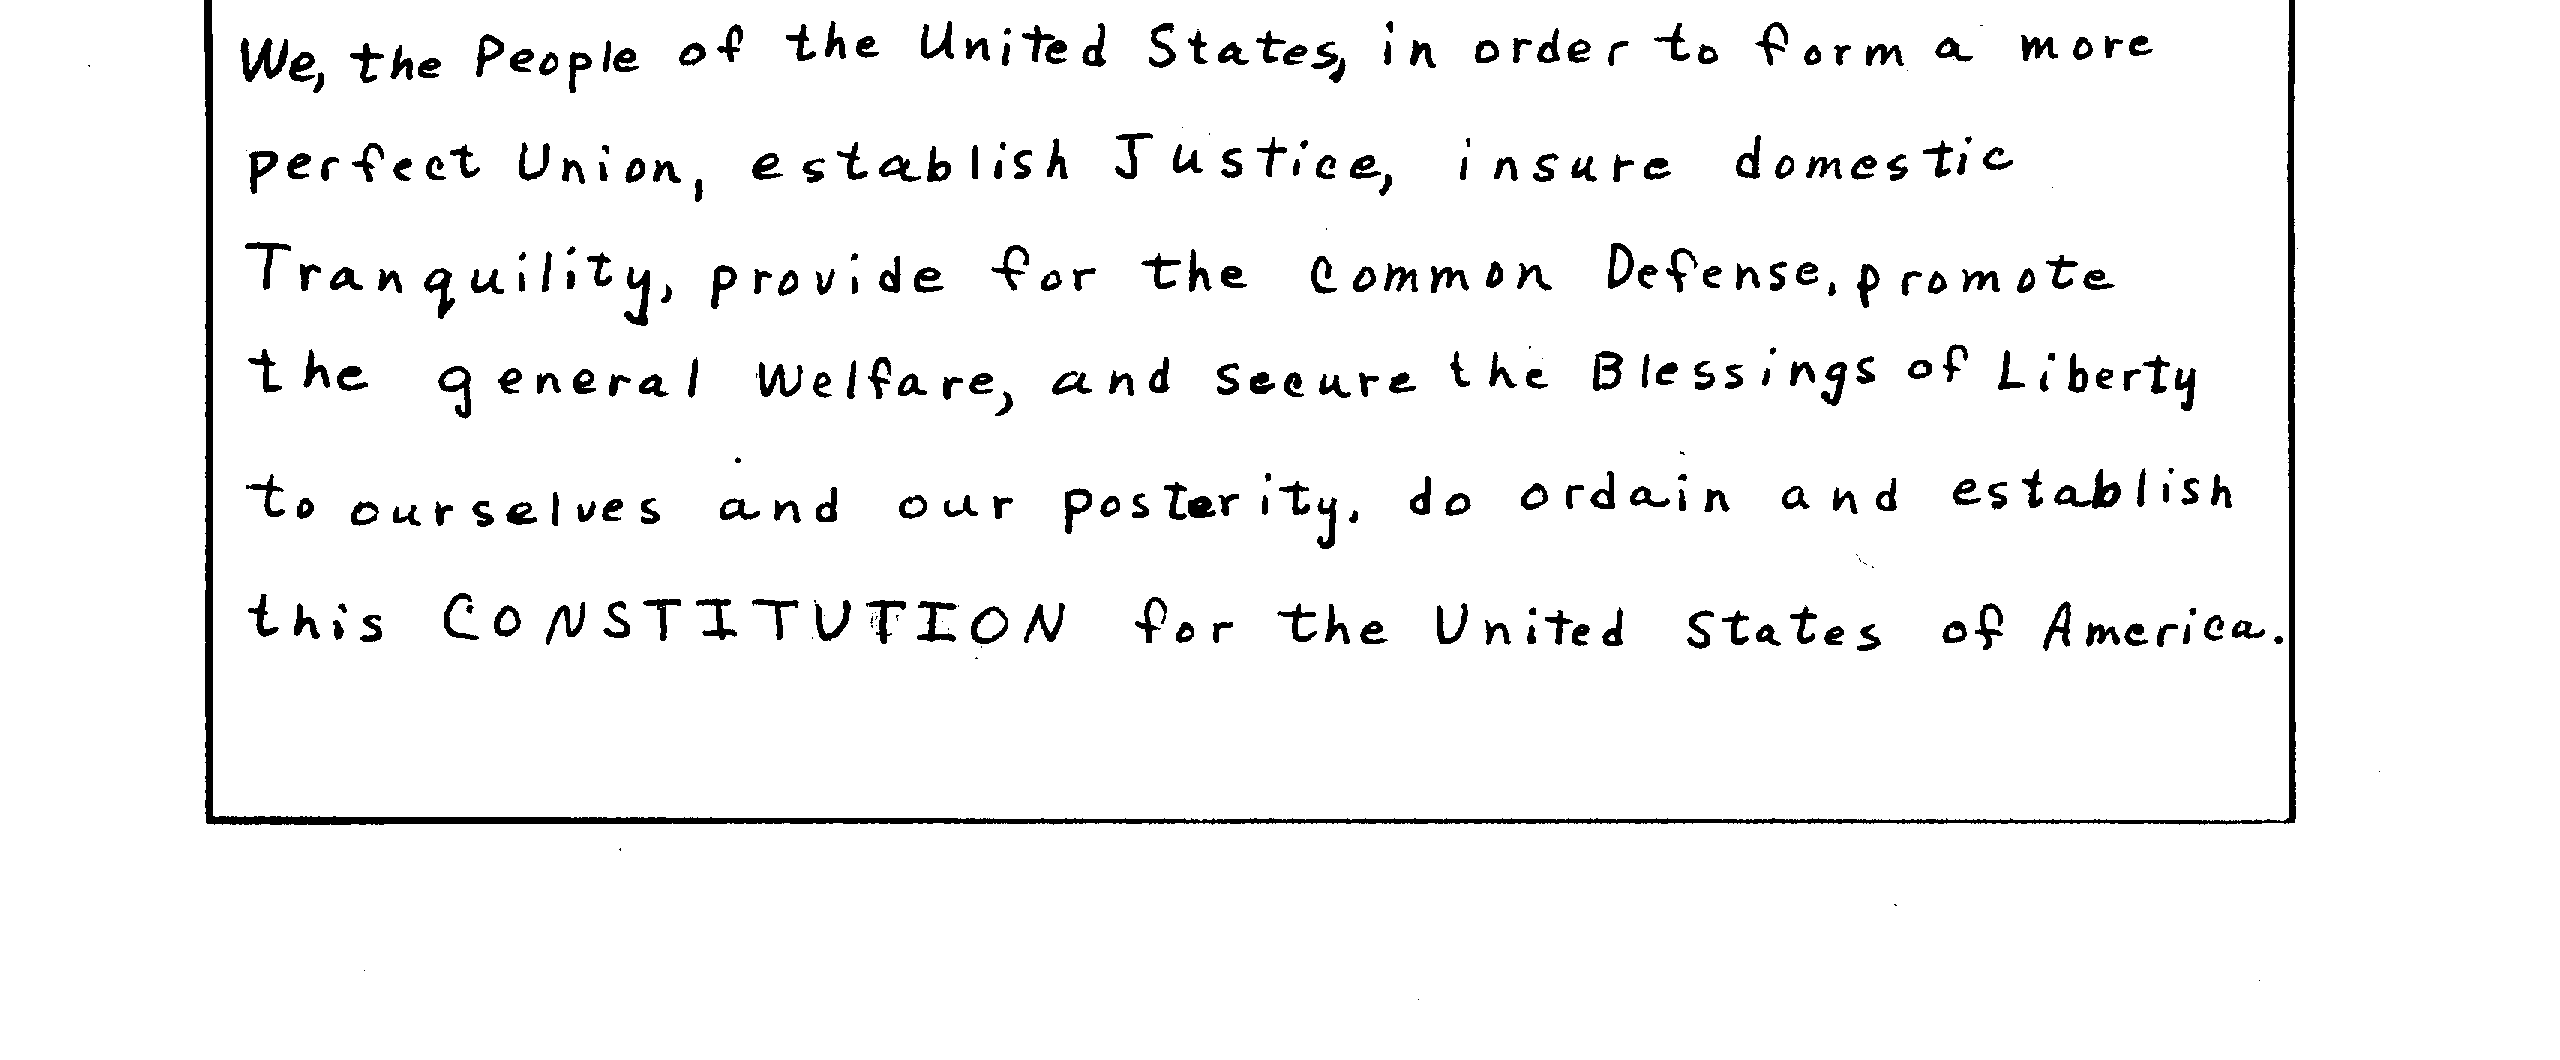 We, the People of the United States, in order to form a more
perfect Union, establish Justice, insure domestic
Tranquility, provide for the Common Defense, promote
the general Welfare, and secure the Blessings of Liberty
to ourselves and our posterity, do ordain and establish
this CONSTITUTION for the United States of America.